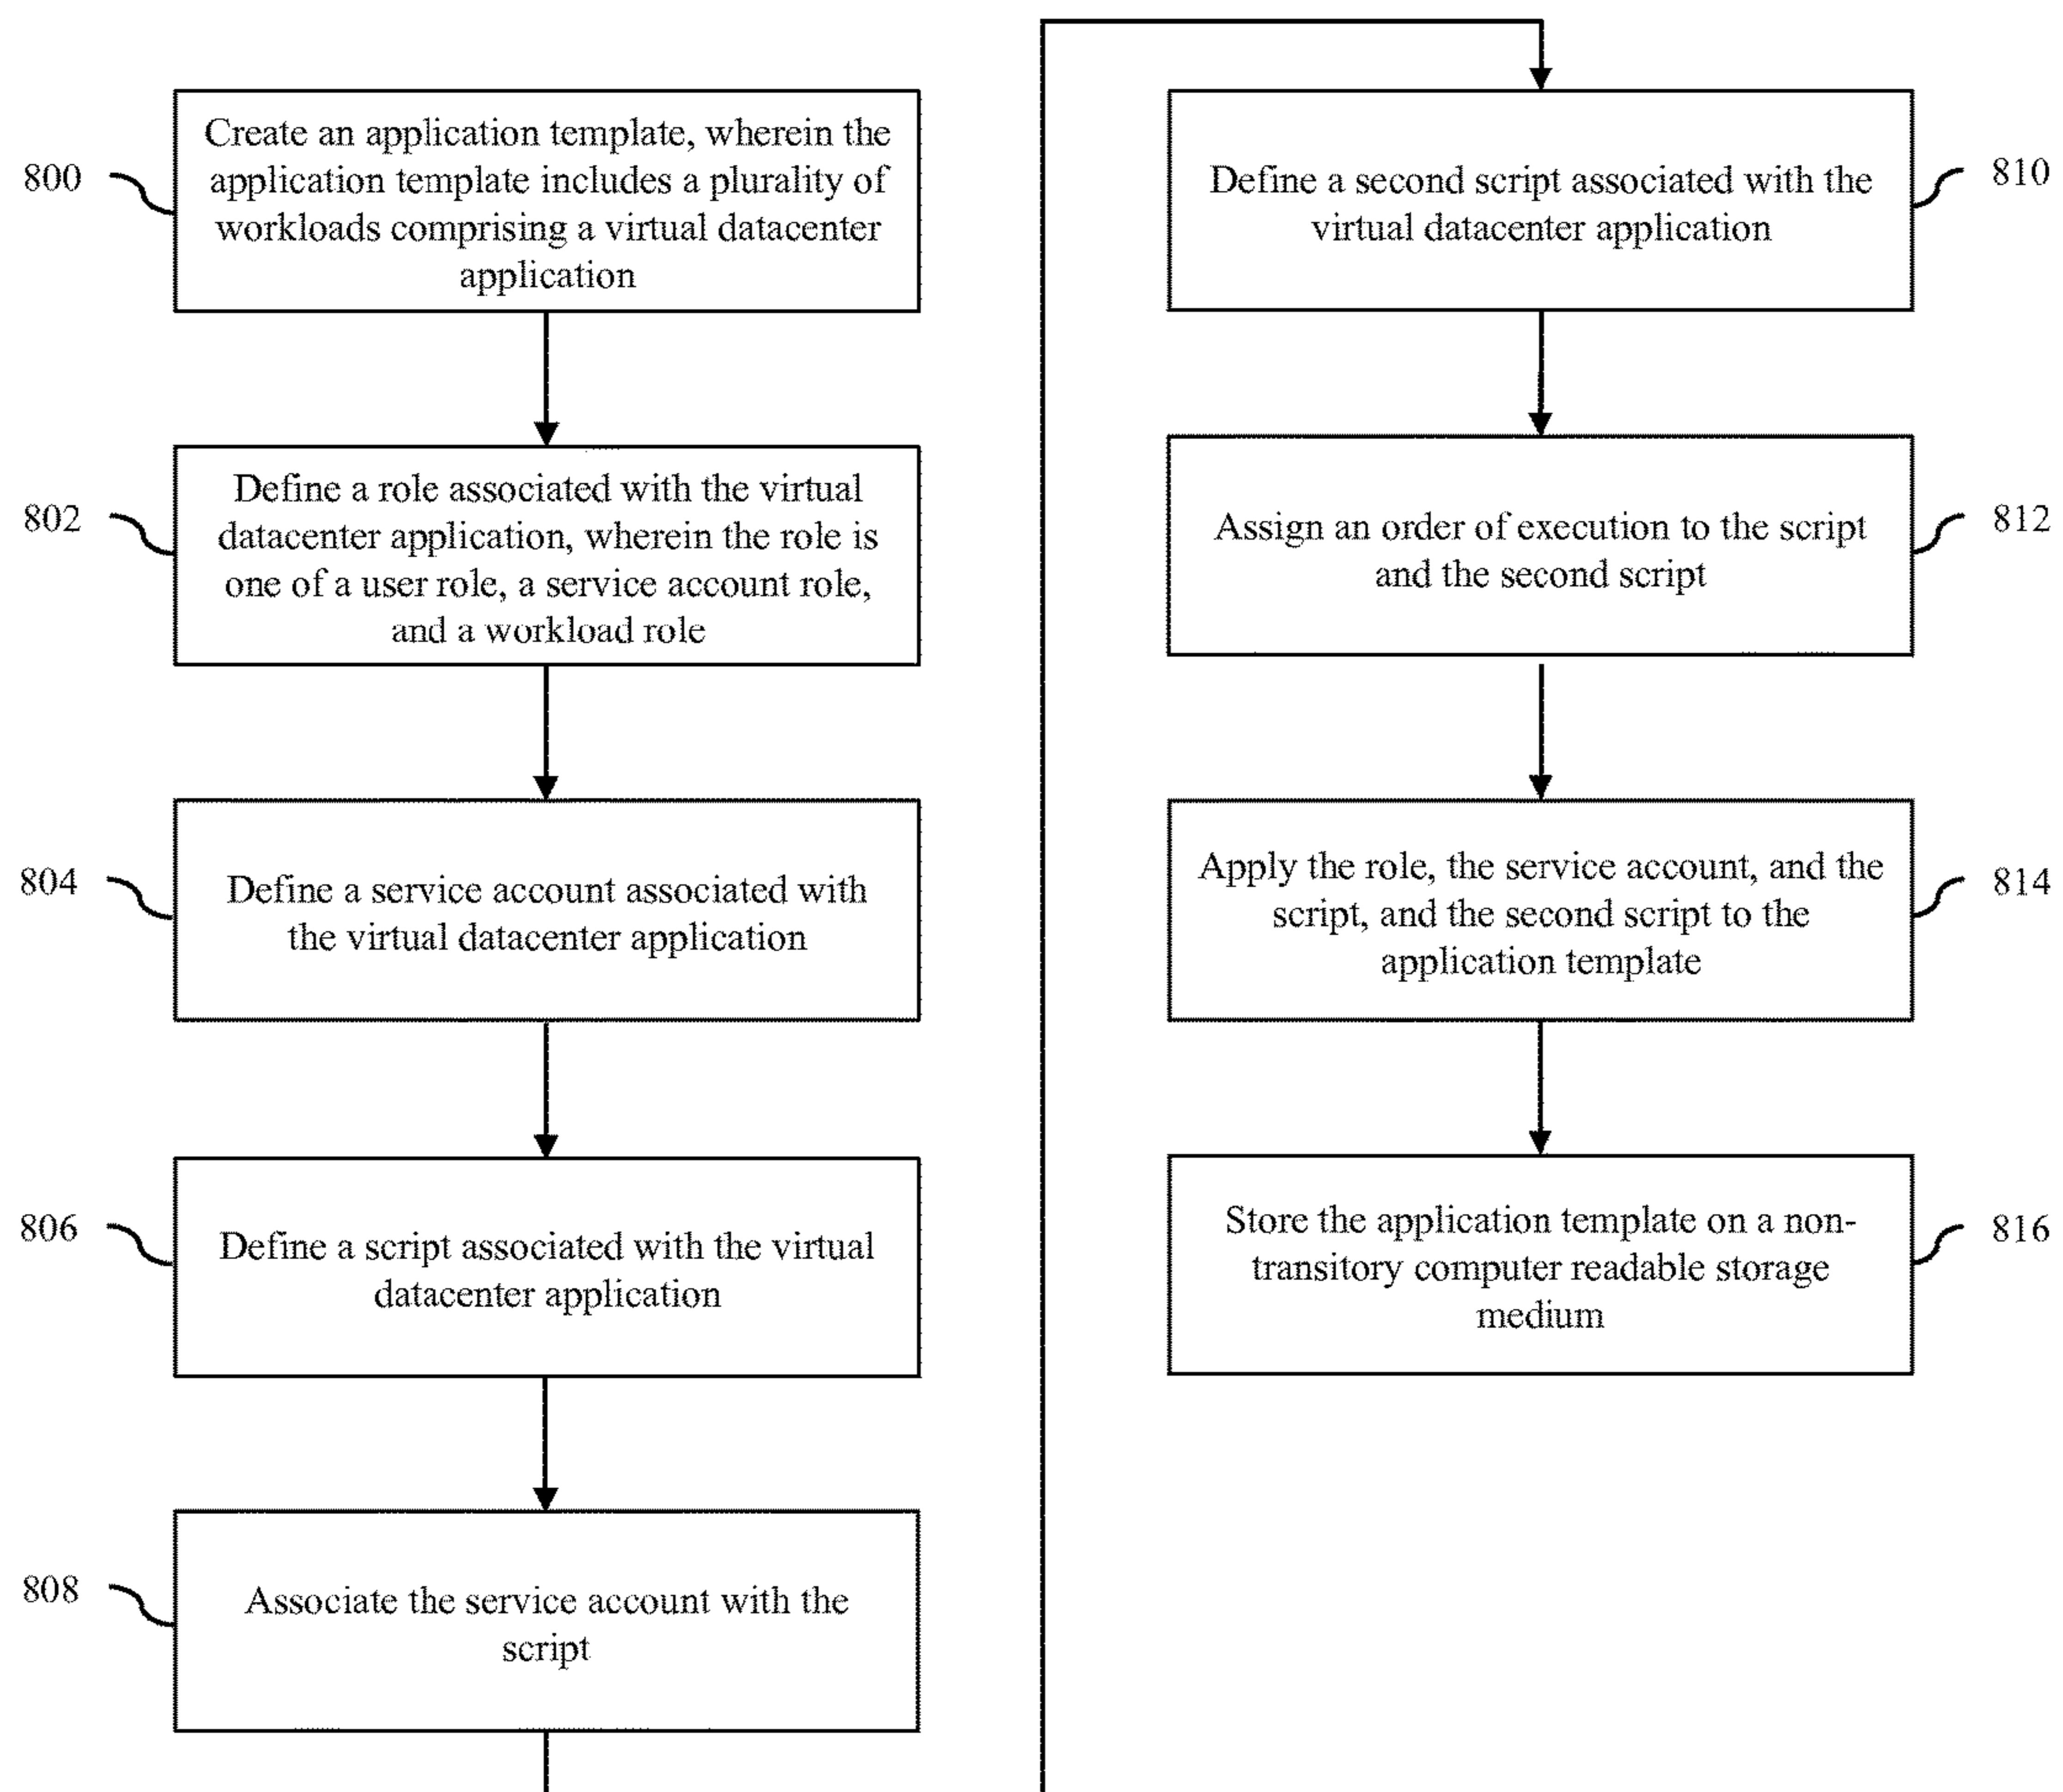 800
Create an application template, wherein the
application template includes a plurality of
workloads comprising a virtual datacenter
application
802
Define a role associated with the virtual
datacenter application, wherein the role is
one of a user role, a service account role,
and a workload role
804
Define a service account associated with
the virtual datacenter application
806
Define a script associated with the virtual
datacenter application
808
Associate the service account with the
script
810
Define a second script associated with the
virtual datacenter application
812
Assign an order of execution to the script
and the second script
814
Apply the role, the service account, and the
script, and the second script to the
application template
816
Store the application template on a non-
transitory computer readable storage
medium